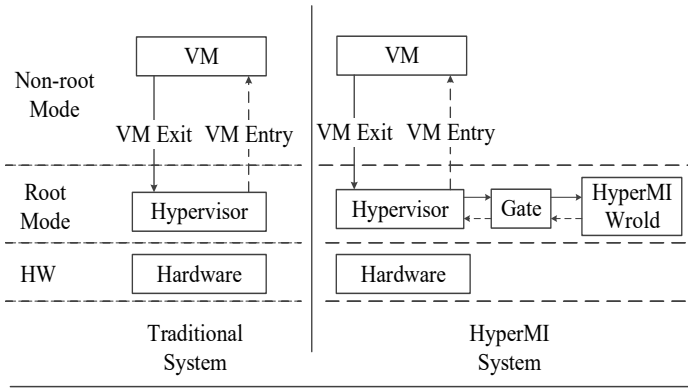 VM
VM
Non-root
Mode
VM Exit
VM Entry
VM Exit
VM Entry
Root
Mode
Hypervisor
Hypervisor
Gate
HyperMI
Wrold
HW
Hardware
Hardware
Traditional
System
HyperMI
System